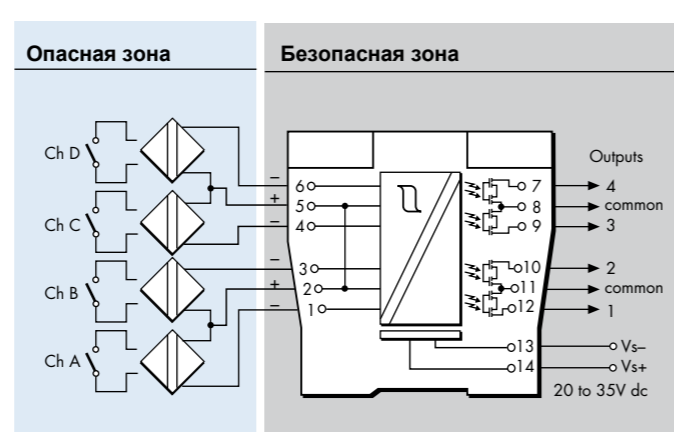 Опасная зона
Безопасная зона
Ch D
Ch C
Ch B
Ch A
− 6
+ 5
− 4
− 3
+ 2
− 1
Outputs
7 4
8 common
9 3
10 2
11 common
12 1
13 Vs–
14 Vs+
20 to 35V dc